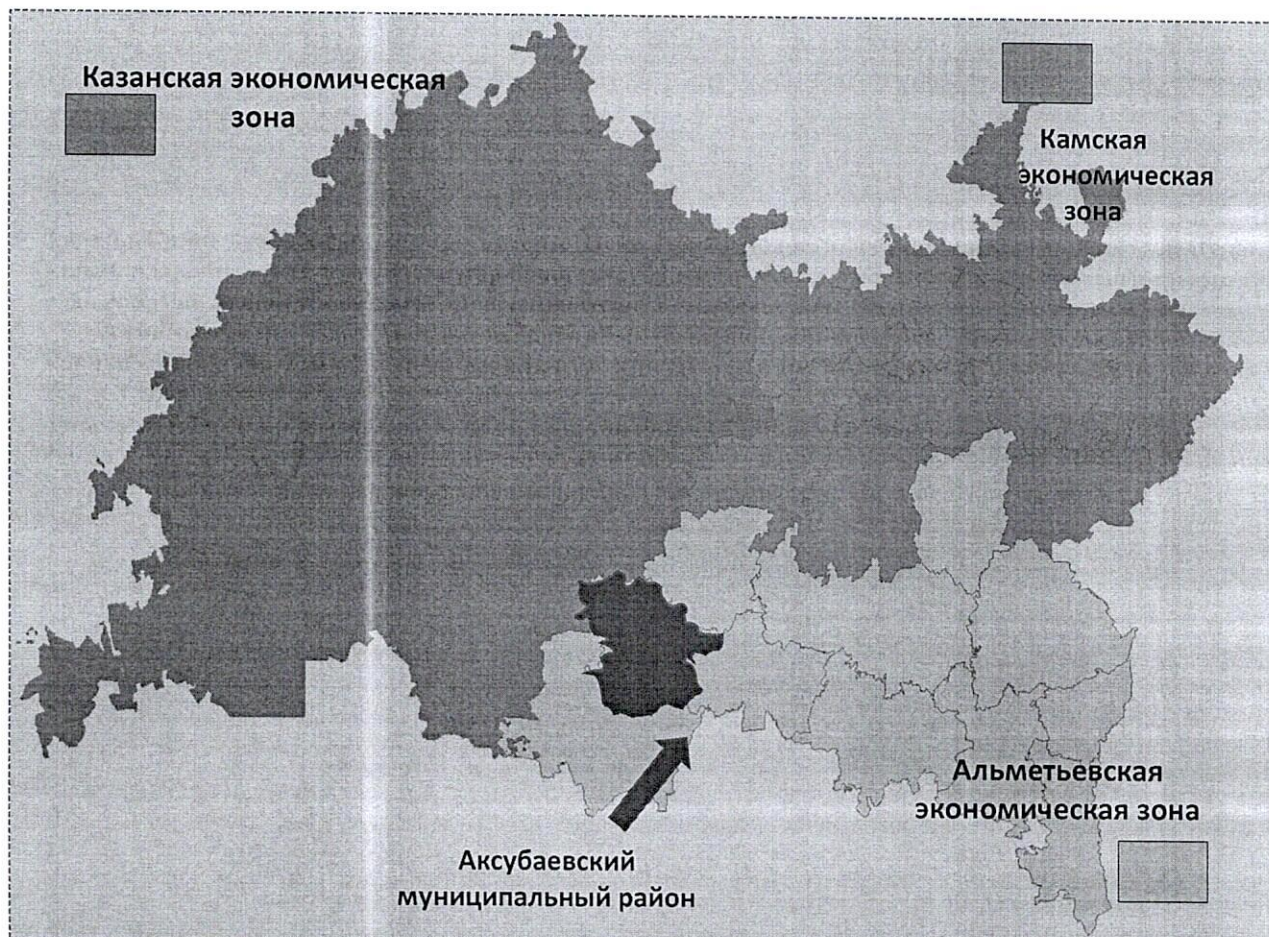 Казанская экономическая
зона
Камская
экономическая
зона
Альметьевская
экономическая зона
Аксубаевский
муниципальный район